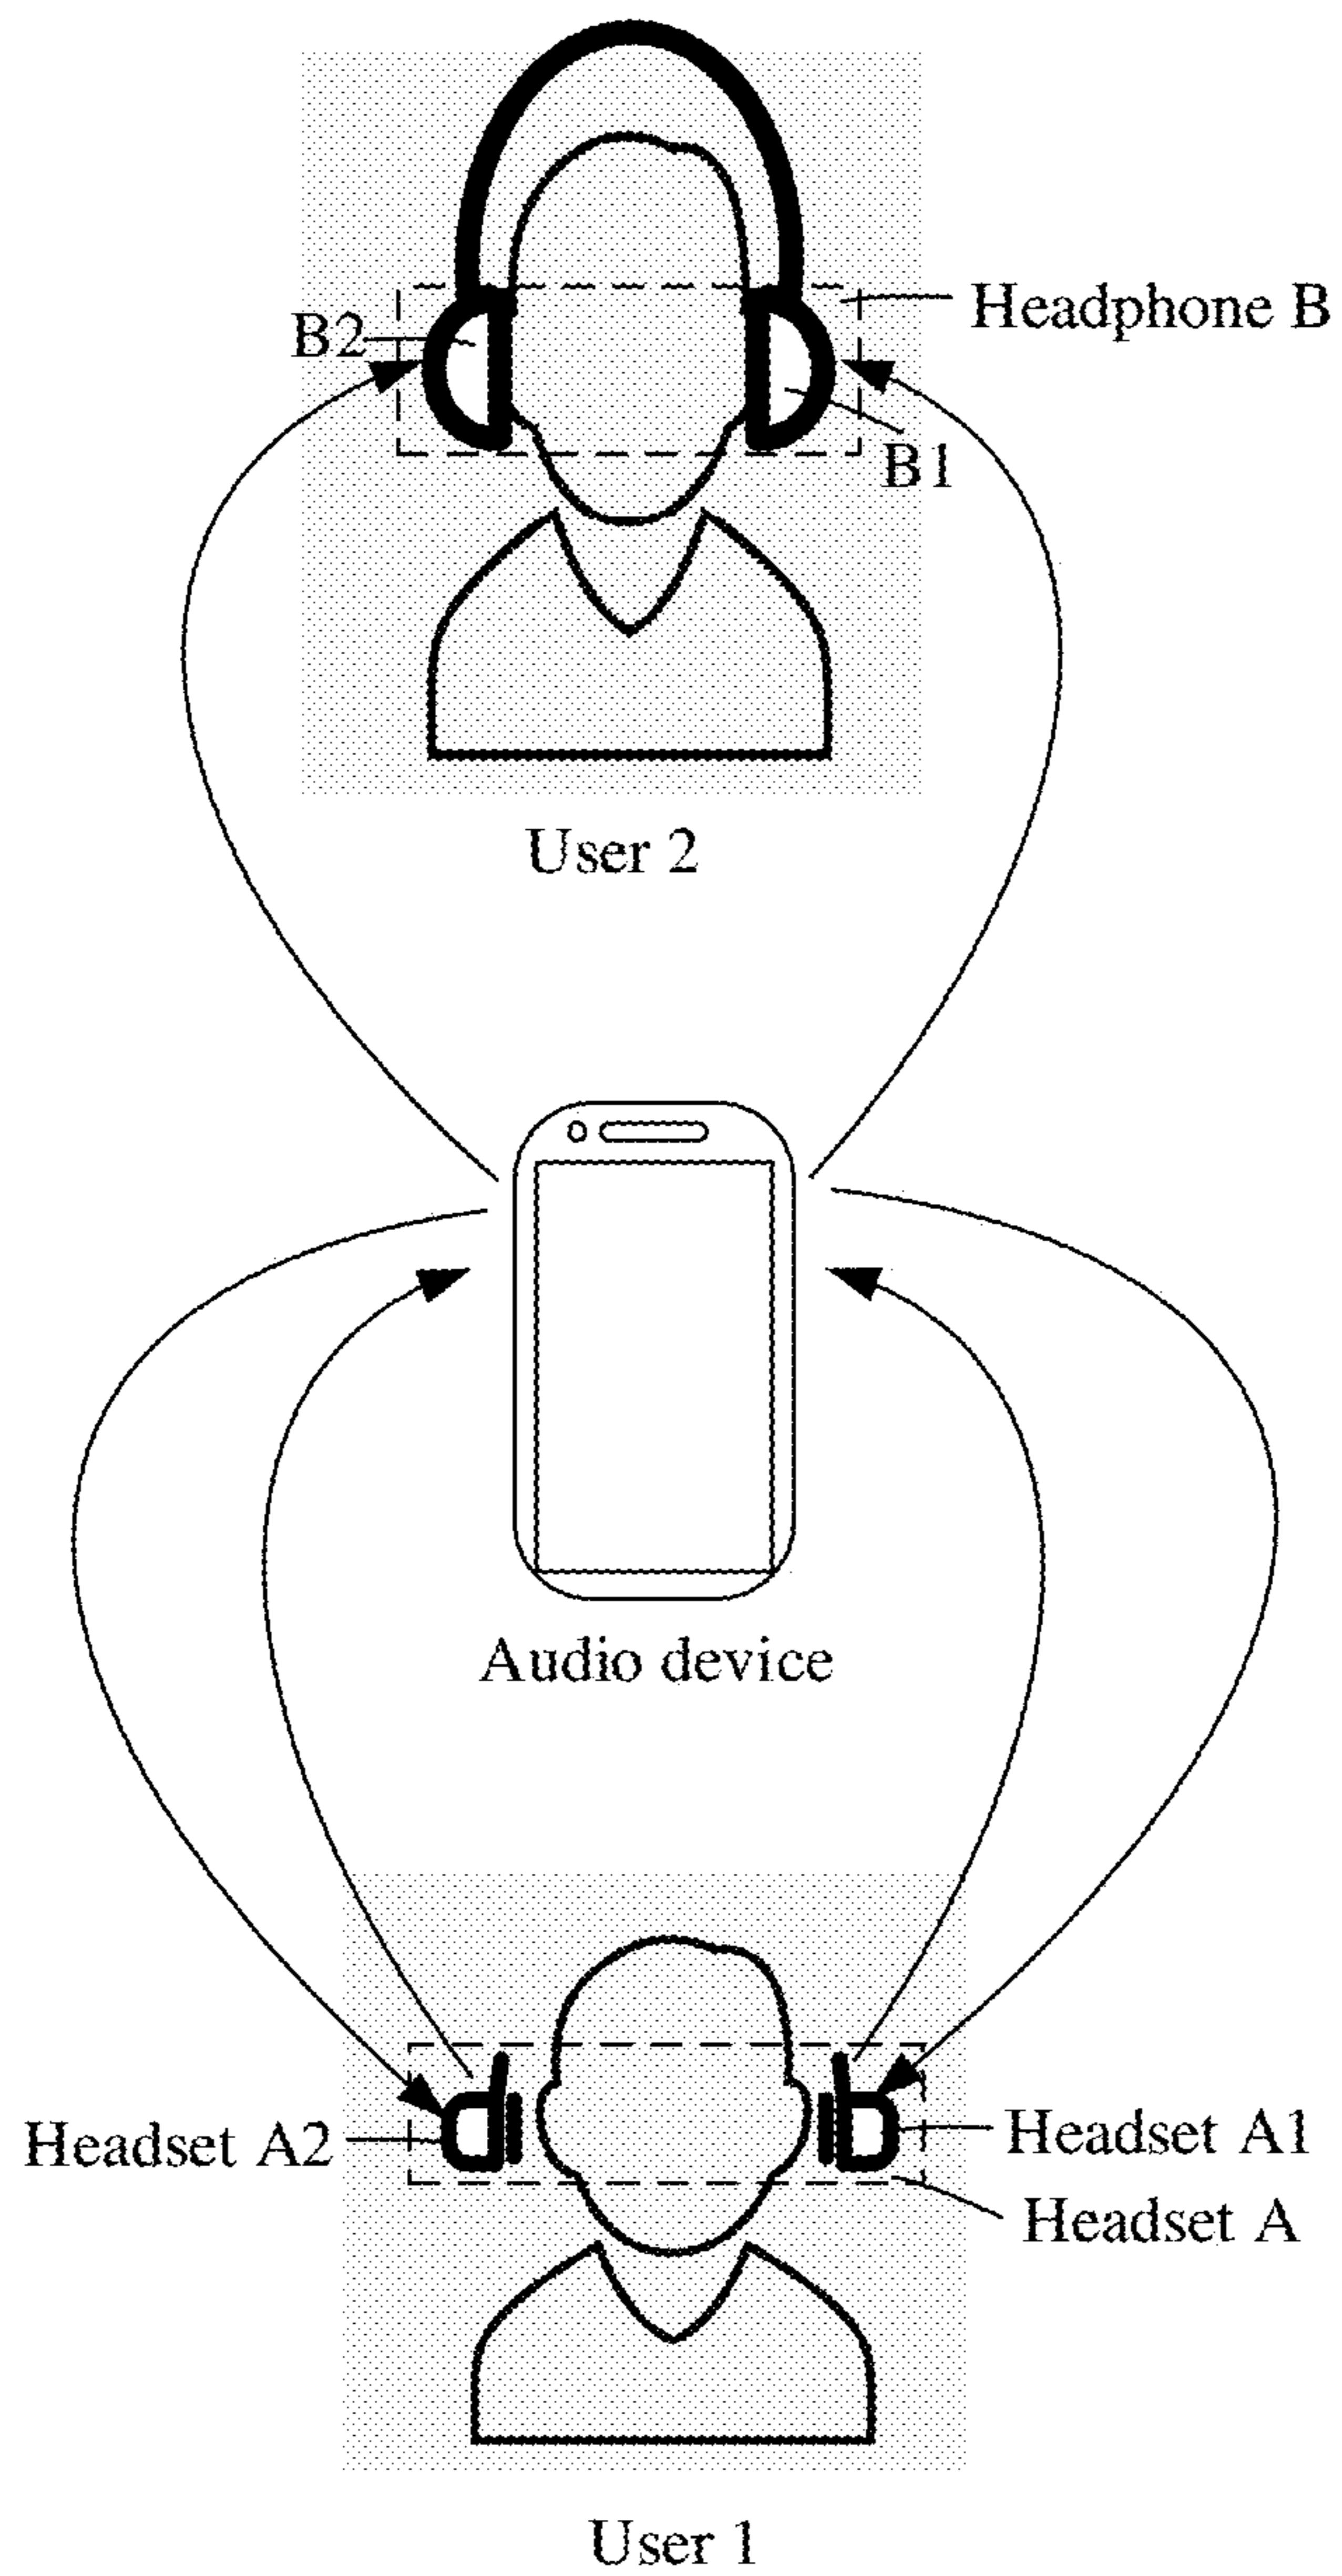 Headphone B
B2
B1
User 2
Audio device
Headset A2
Headset A1
Headset A
User 1